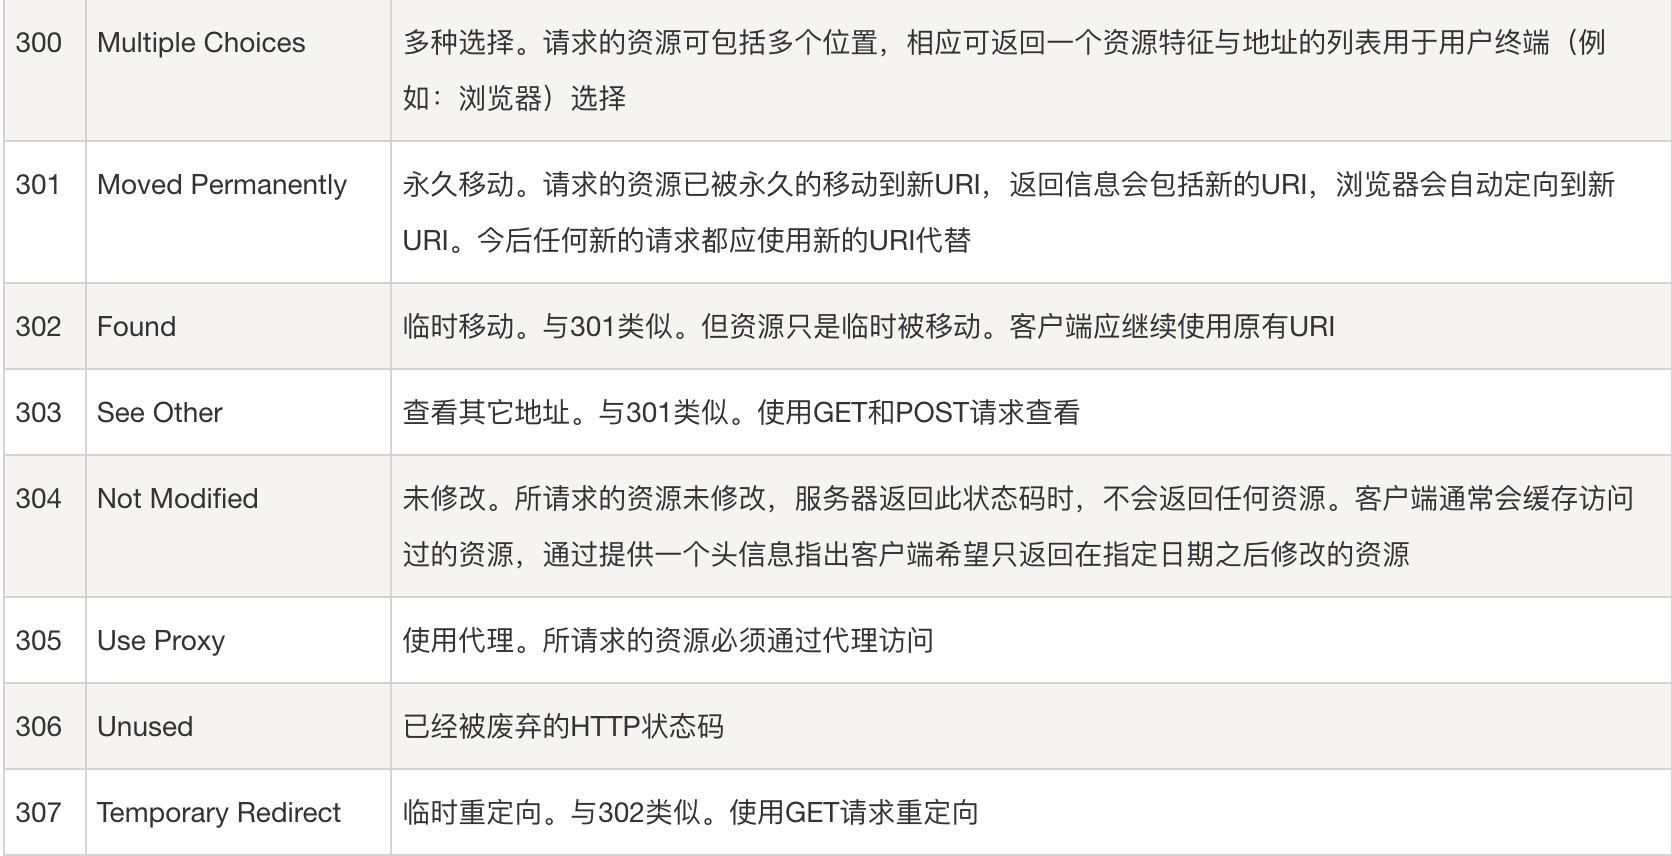 300 Multiple Choices 多种选择。请求的资源可包括多个位置，相应可返回一个资源特征与地址的列表用于用户终端（例
如：浏览器）选择
301 Moved Permanently 永久移动。请求的资源已被永久的移动到新URI，返回信息会包括新的URI，浏览器会自动定向到新
URI。今后任何新的请求都应使用新的URI代替
302 Found 临时移动。与301类似。但资源只是临时被移动。客户端应继续使用原有URI
303 See Other 查看其它地址。与301类似。使用GET和POST请求查看
304 Not Modified 未修改。所请求的资源未修改，服务器返回此状态码时，不会返回任何资源。客户端通常会缓存访问
过的资源，通过提供一个头信息指出客户端希望只返回在指定日期之后修改的资源
305 Use Proxy 使用代理。所请求的资源必须通过代理访问
306 Unused 已经被废弃的HTTP状态码
307 Temporary Redirect 临时重定向。与302类似。使用GET请求重定向